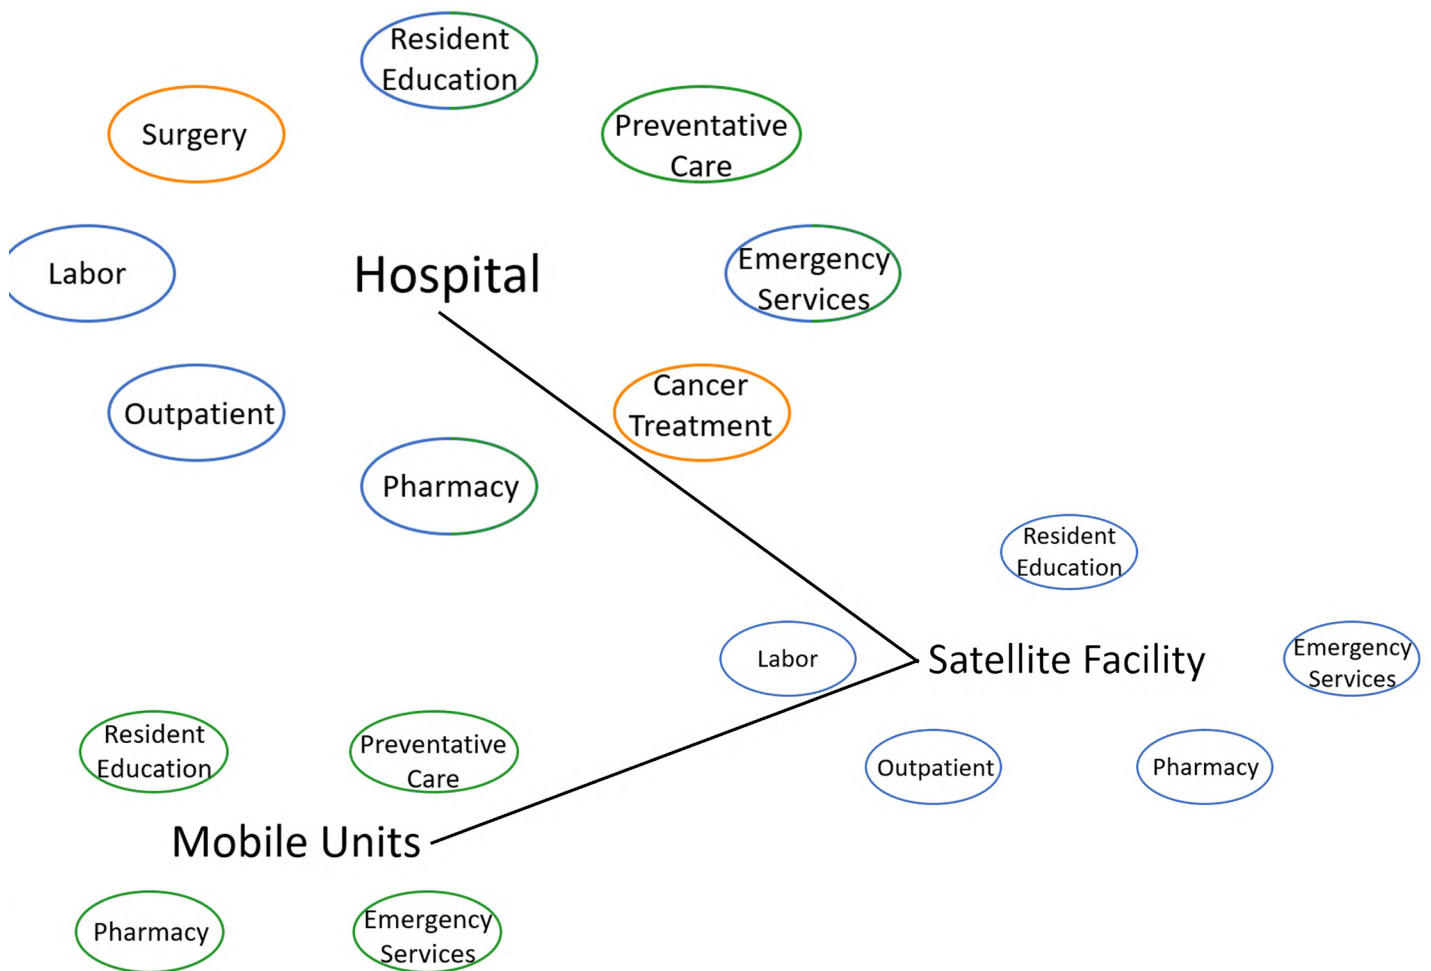 Resident
Education
Surgery
Preventative
Care
Labor
Hospital
Emergency
Services
Outpatient
Cancer
Treatment
Pharmacy
Resident
Education
Labor
Satellite Facility
Emergency
Services
Outpatient
Pharmacy
Resident
Education
Preventative
Care
Mobile Units
Pharmacy
Emergency
Services